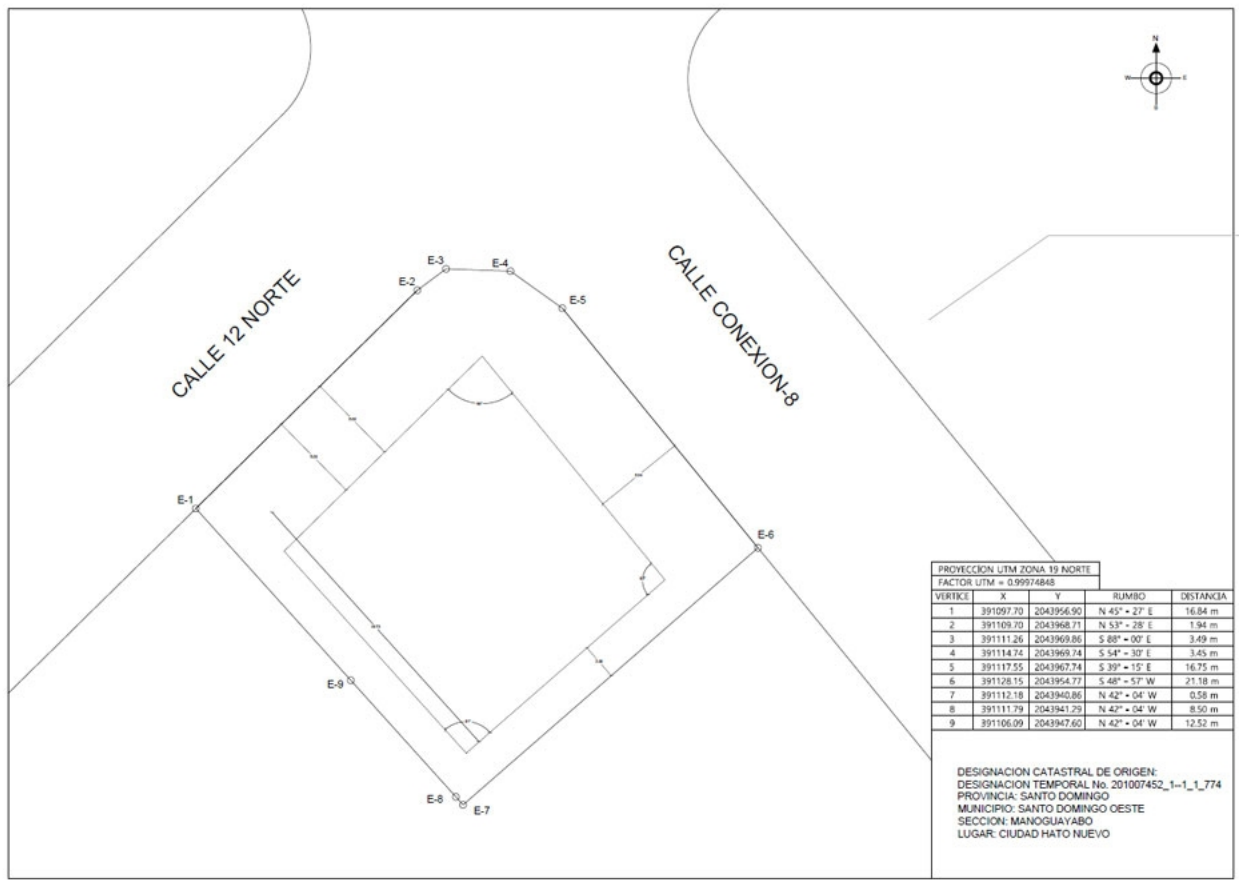 N
W
E
E-3
E-4
E-2
E-5
CALLE 12 NORTE
CALLE CONEXION-8
E-1
E-6
E-9
E-8
E-7
PROYECCION UTM ZONA 19 NORTE
FACTOR UTM = 0.99974848
VERTICE X Y RUMBO DISTANCIA
1 391097.70 2043956.90 N 45° - 27' E 16.84 m
2 391109.70 2043968.71 N 53° - 28' E 1.94 m
3 391111.26 2043969.86 S 88° - 00' E 3.49 m
4 391114.74 2043969.74 S 54° - 30' E 3.45 m
5 391117.55 2043967.74 S 39° - 15' E 16.75 m
6 391128.15 2043954.77 S 48° - 57' W 21.18 m
7 391112.18 2043940.86 N 42° - 04' W 0.58 m
8 391111.79 2043941.29 N 42° - 04' W 8.50 m
9 391106.09 2043947.60 N 42° - 04' W 12.52 m
DESIGNACION CATASTRAL DE ORIGEN:
DESIGNACION TEMPORAL No. 201007452_1--1_1_774
PROVINCIA: SANTO DOMINGO
MUNICIPIO: SANTO DOMINGO OESTE
SECCION: MANOGUAYABO
LUGAR: CIUDAD HATO NUEVO